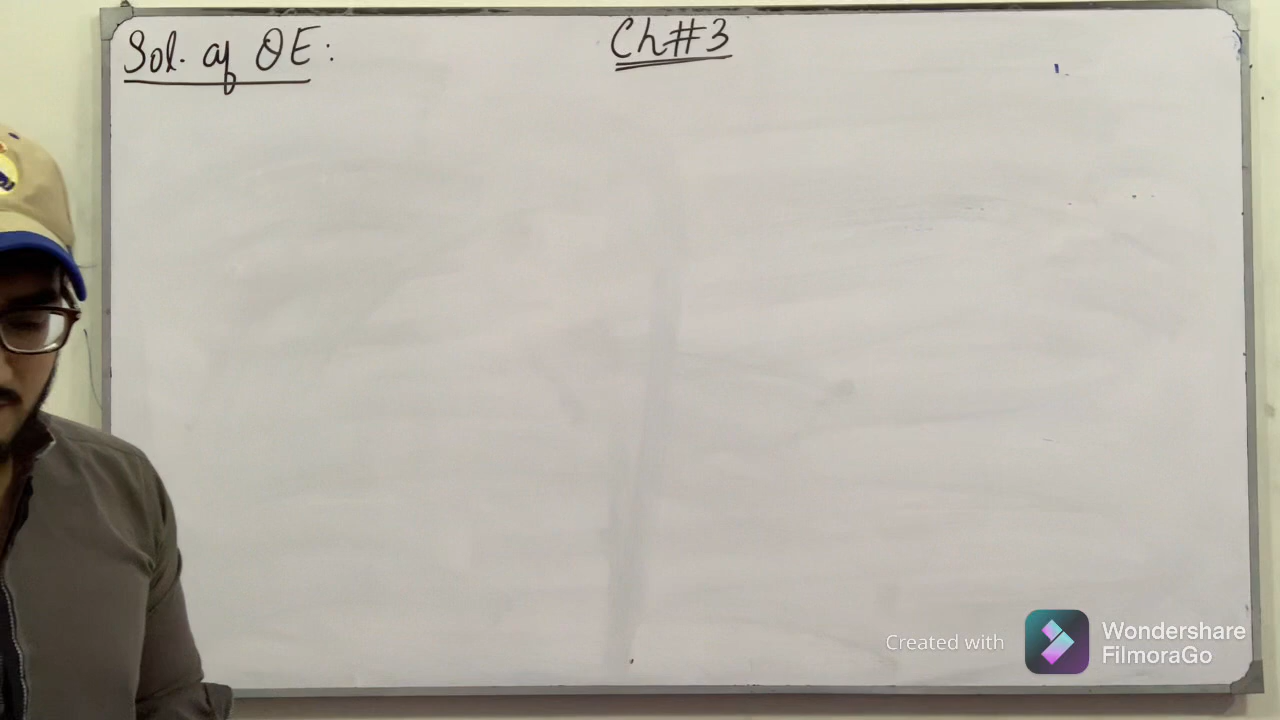 Sol. of QE:
Ch#3
Created with
Wondershare
FilmoraGo